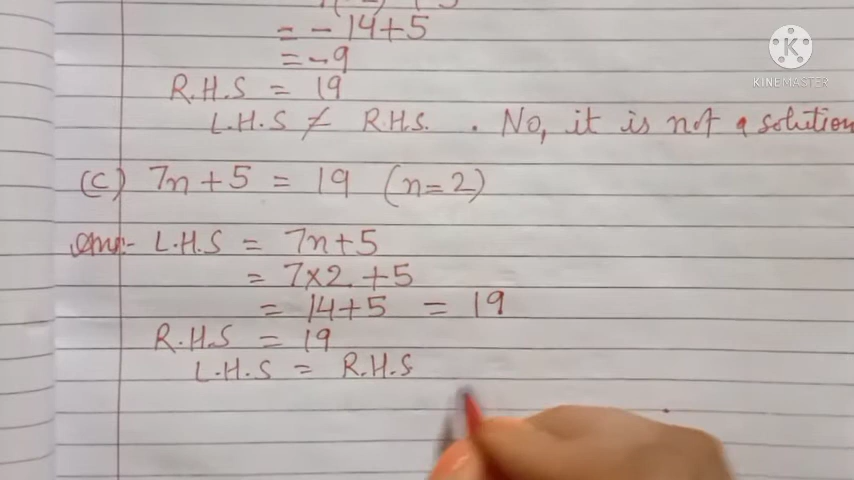 = -14+5
= -9
R.H.S = 19
L.H.S ≠ R.H.S. . No, it is not a solution
(C) 7n+5 = 19 (n=2)
Ans:- L.H.S = 7n+5
= 7×2 +5
= 14+5 = 19
R.H.S = 19
L.H.S = R.H.S
KINEMASTER